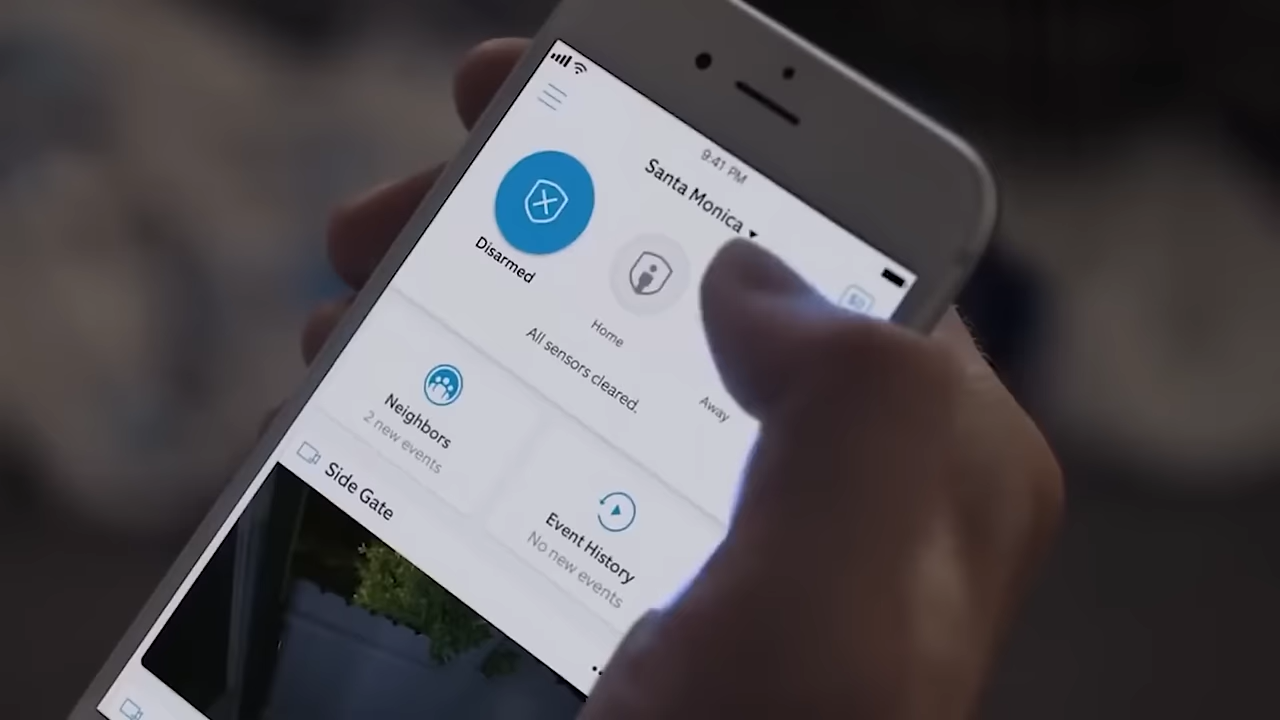 9:41 PM
Santa Monica
Disarmed
Home
Away
All sensors cleared.
Neighbors
2 new events
Event History
No new events
Side Gate